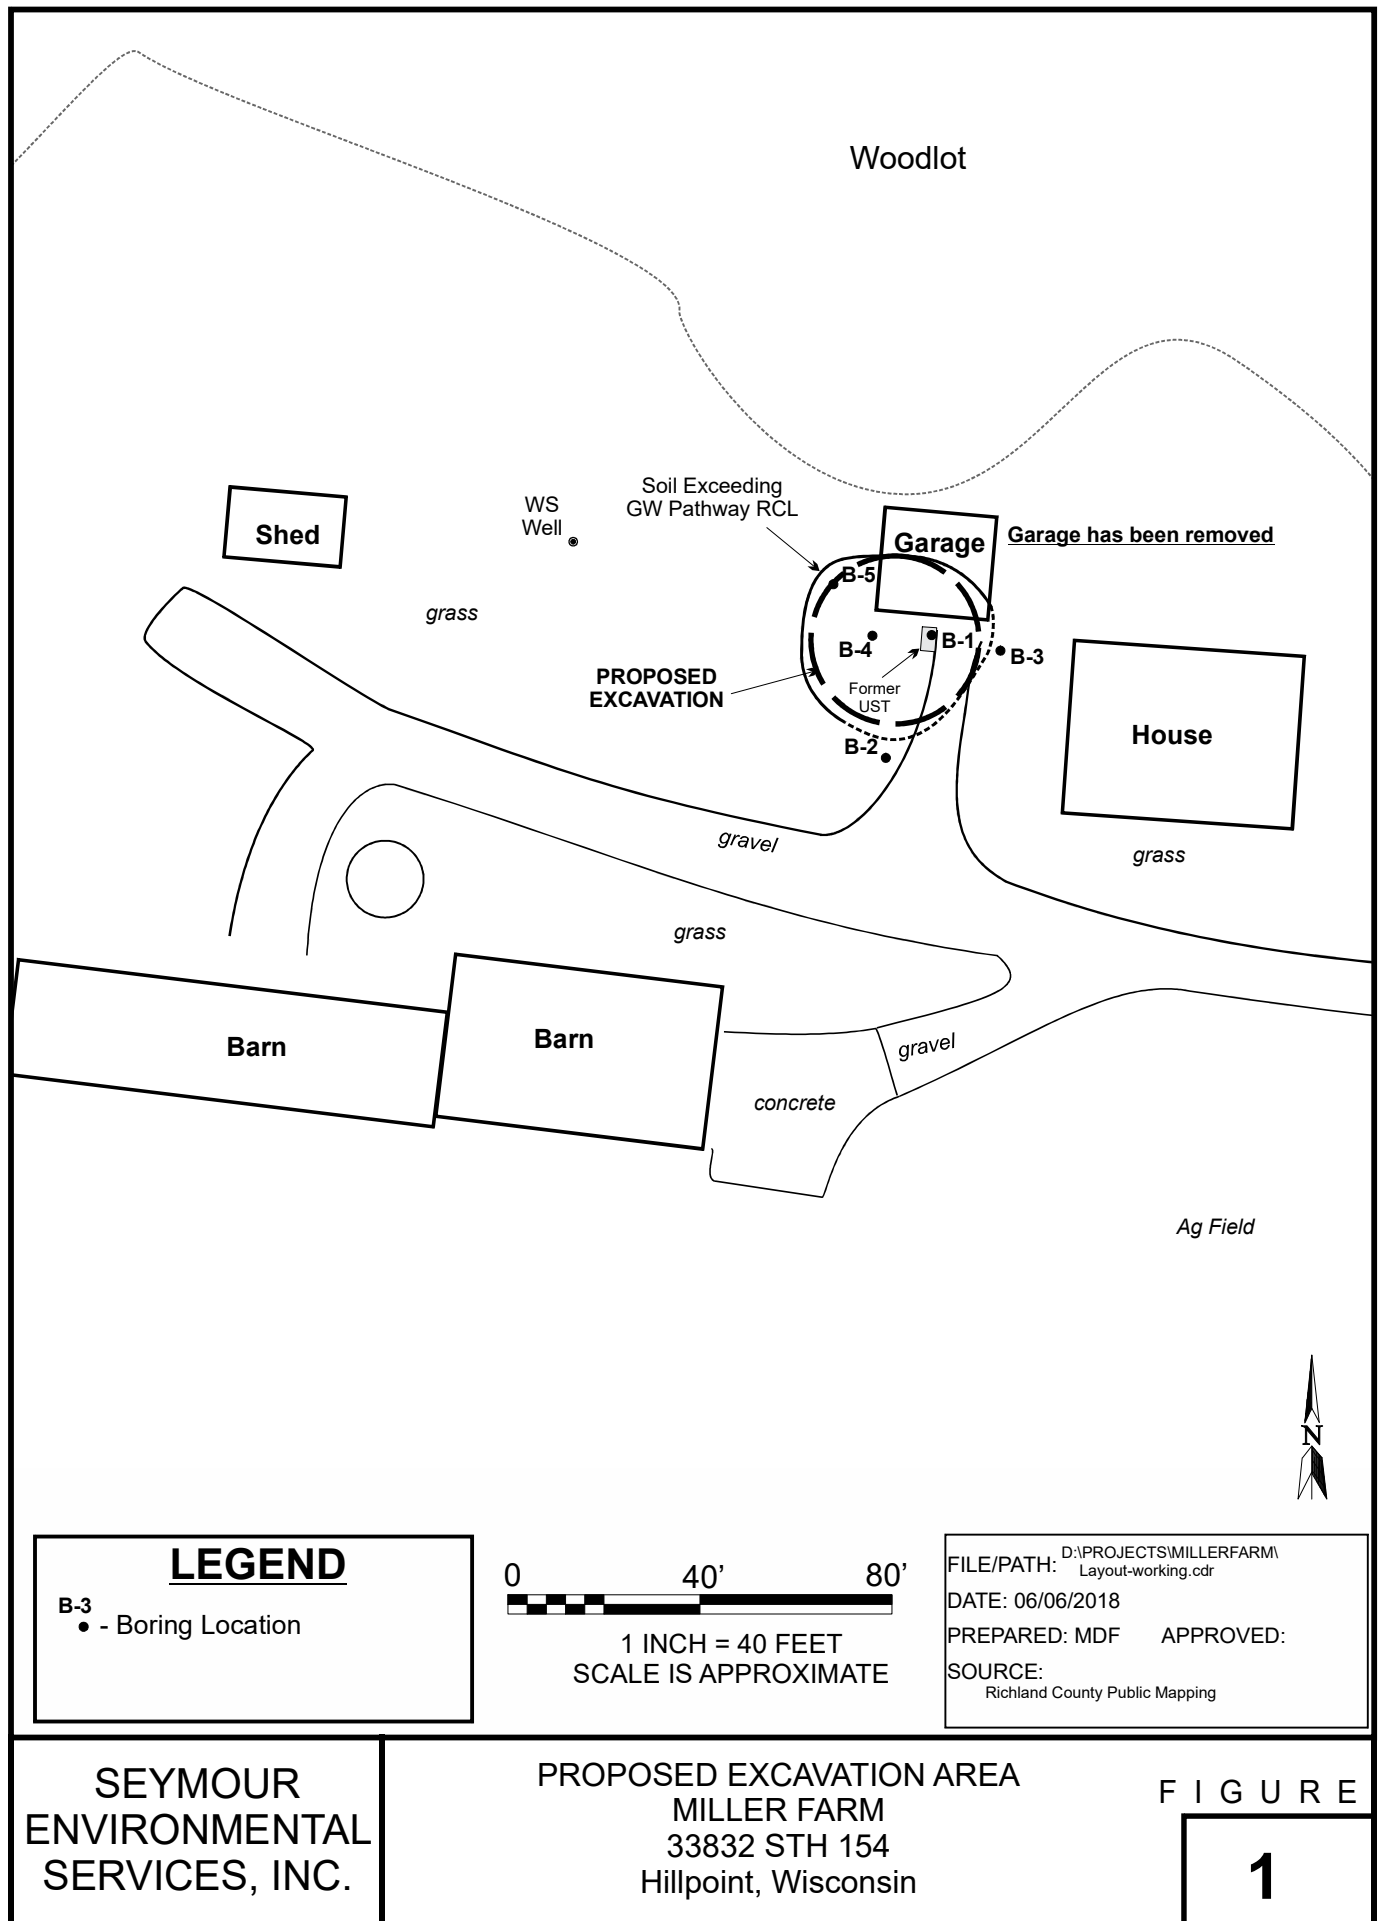 Woodlot
Soil Exceeding
GW Pathway RCL
WS
Well
Shed
Garage
Garage has been removed
B-5
grass
B-4
B-1
B-3
PROPOSED
EXCAVATION
Former
UST
House
B-2
gravel
grass
grass
Barn
Barn
gravel
concrete
Ag Field
N
LEGEND
B-3
- Boring Location
0 40’ 80’
1 INCH = 40 FEET
SCALE IS APPROXIMATE
FILE/PATH: D:\PROJECTS\MILLERFARM\
Layout-working.cdr
DATE: 06/06/2018
PREPARED: MDF APPROVED:
SOURCE:
Richland County Public Mapping
SEYMOUR
ENVIRONMENTAL
SERVICES, INC.
PROPOSED EXCAVATION AREA
MILLER FARM
33832 STH 154
Hillpoint, Wisconsin
FIGURE
1